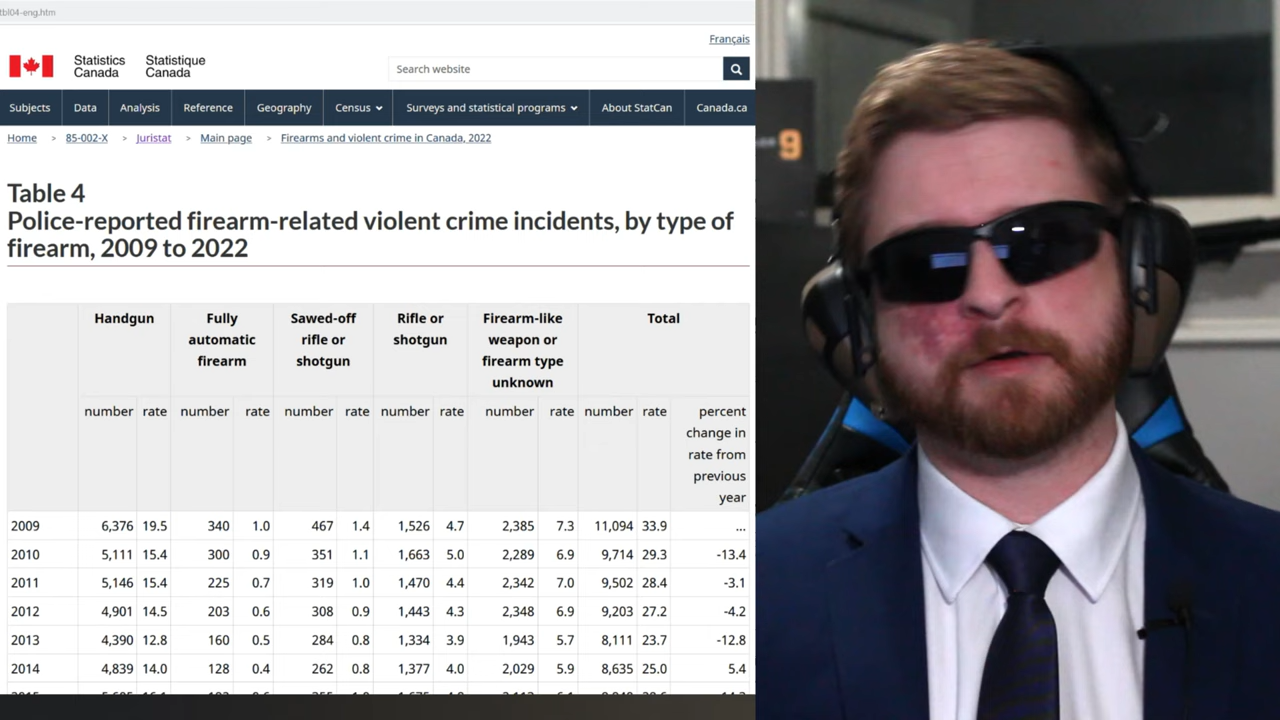 tbl04-eng.htm
Français
Statistics Statistique
Canada Canada
Search website
Subjects Data Analysis Reference Geography Census Surveys and statistical programs About StatCan Canada.ca
Home > 85-002-X > Juristat > Main page > Firearms and violent crime in Canada, 2022
Table 4
Police-reported firearm-related violent crime incidents, by type of
firearm, 2009 to 2022
Handgun Fully Sawed-off Rifle or Firearm-like Total
automatic rifle or shotgun weapon or
firearm shotgun firearm type
unknown
number rate number rate number rate number rate number rate number rate percent
change in
rate from
previous
year
2009 6,376 19.5 340 1.0 467 1.4 1,526 4.7 2,385 7.3 11,094 33.9 ...
2010 5,111 15.4 300 0.9 351 1.1 1,663 5.0 2,289 6.9 9,714 29.3 -13.4
2011 5,146 15.4 225 0.7 319 1.0 1,470 4.4 2,342 7.0 9,502 28.4 -3.1
2012 4,901 14.5 203 0.6 308 0.9 1,443 4.3 2,348 6.9 9,203 27.2 -4.2
2013 4,390 12.8 160 0.5 284 0.8 1,334 3.9 1,943 5.7 8,111 23.7 -12.8
2014 4,839 14.0 128 0.4 262 0.8 1,377 4.0 2,029 5.9 8,635 25.0 5.4
9